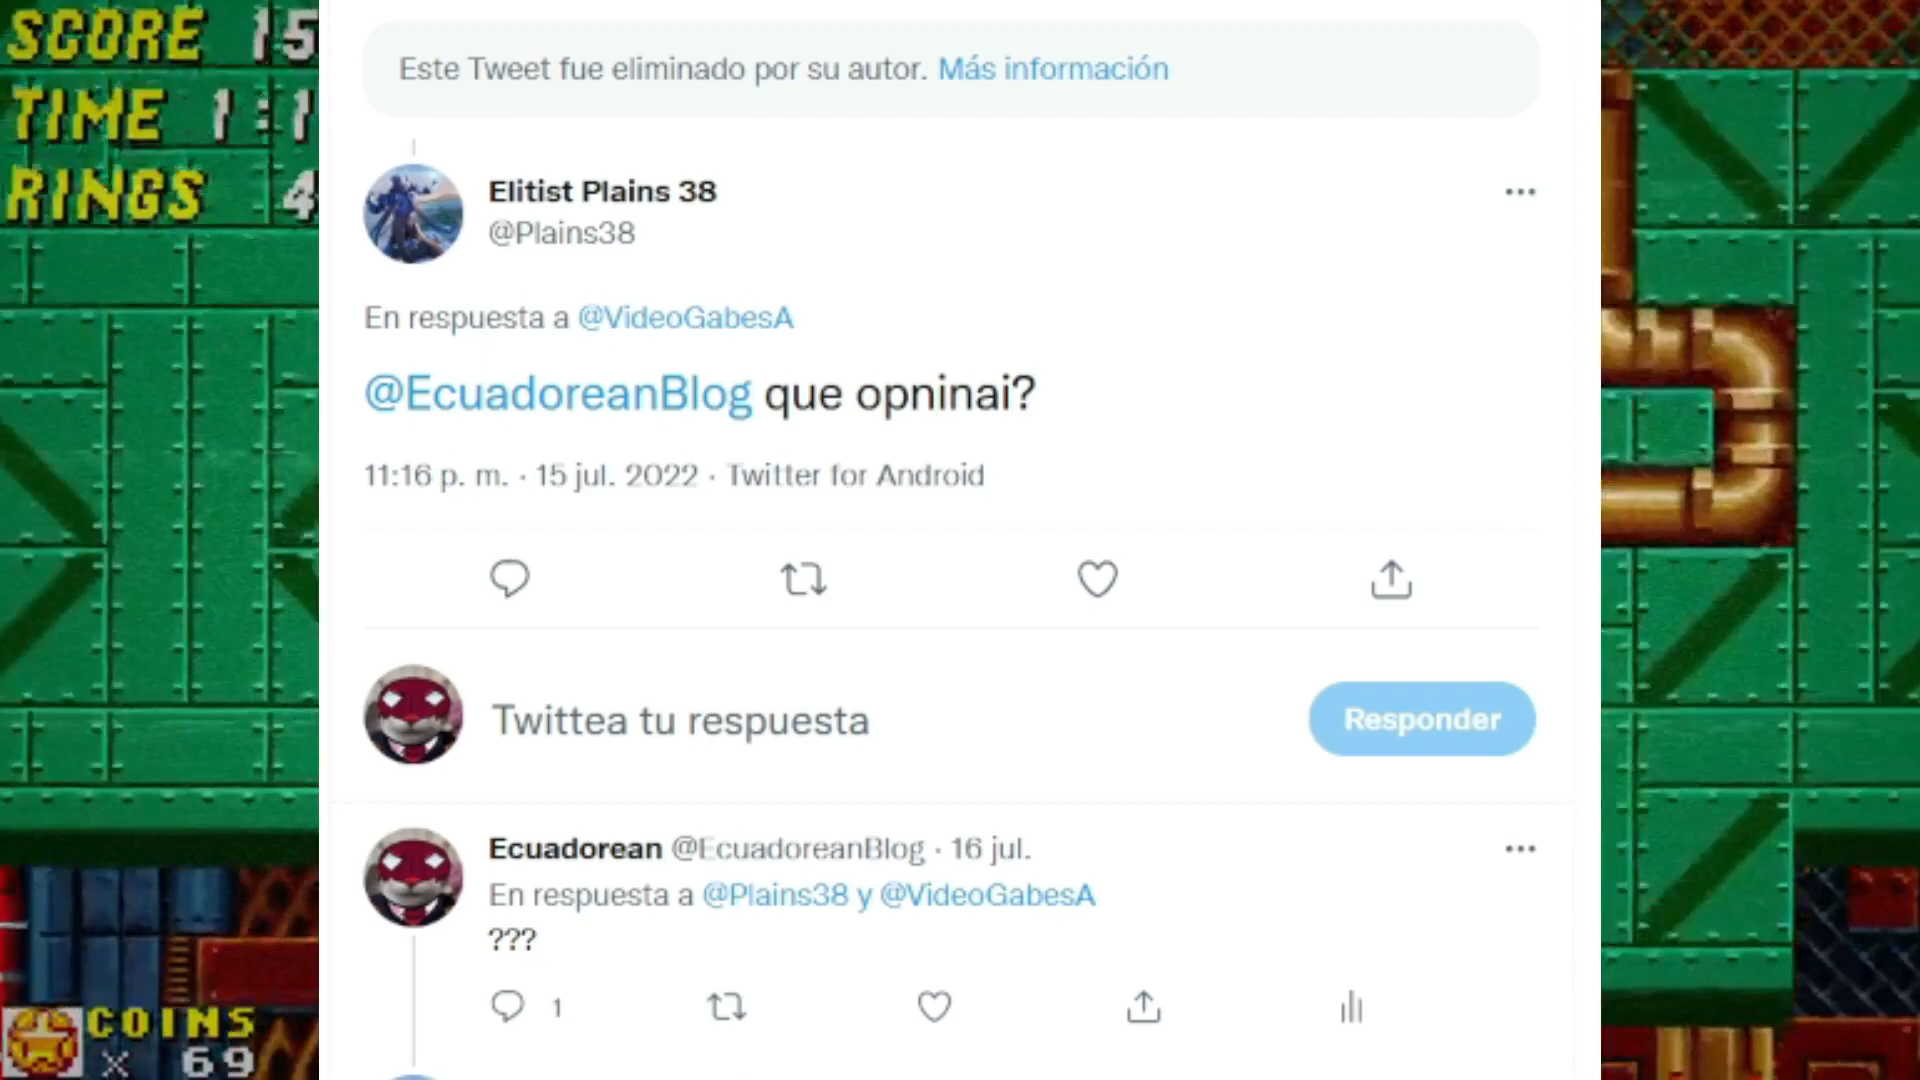 SCORE 15
TIME 1:1
RINGS 4
Este Tweet fue eliminado por su autor. Más información
Elitist Plains 38
@Plains38
En respuesta a @VideoGabesA
@EcuadoreanBlog que opninai?
11:16 p. m. · 15 jul. 2022 · Twitter for Android
Twittea tu respuesta
Responder
Ecuadorean @EcuadoreanBlog · 16 jul.
En respuesta a @Plains38 y @VideoGabesA
???
1
COINS
x 69